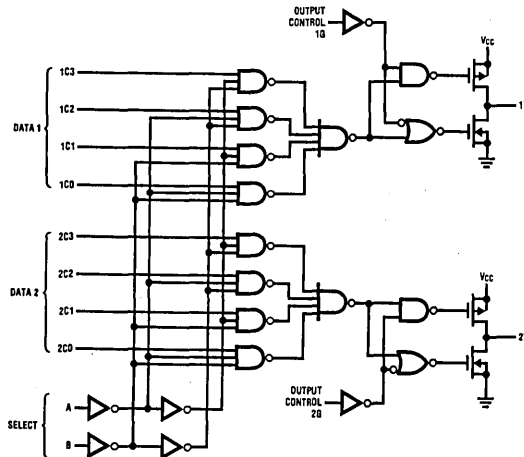 OUTPUT
CONTROL
1G
VCC
1C3
1C2
DATA 1
1C1
1C0
1
2C3
2C2
DATA 2
2C1
2C0
VCC
2
OUTPUT
CONTROL
2G
SELECT
A
B